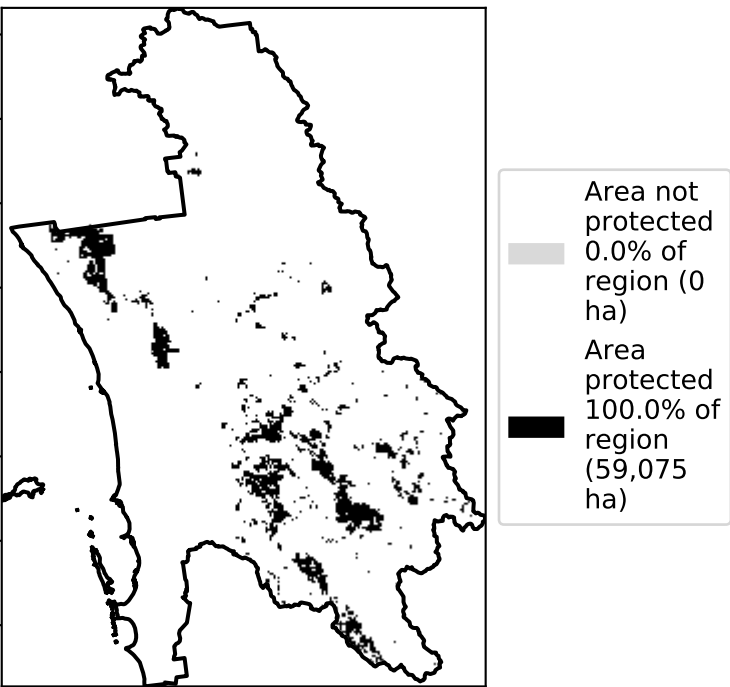 Area not
protected
0.0% of
region (0
ha)
Area
protected
100.0% of
region
(59,075
ha)